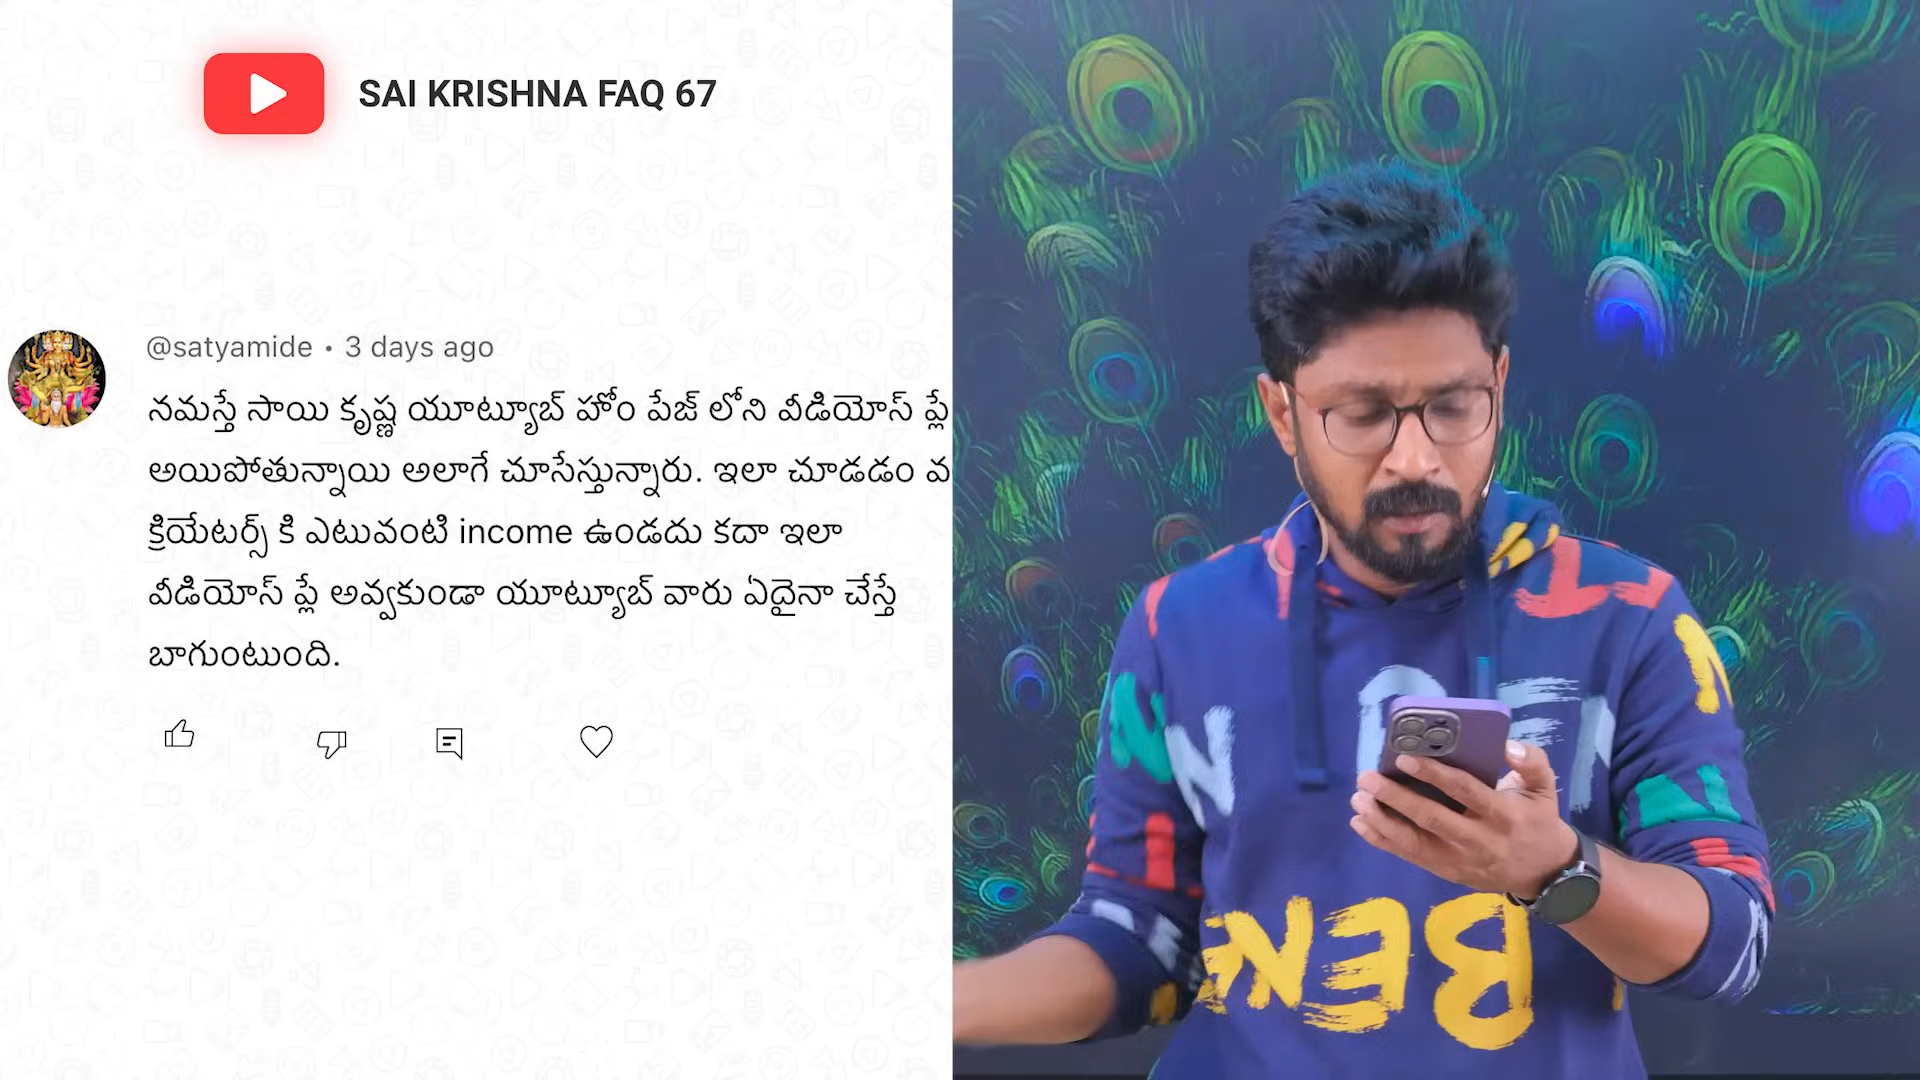 SAI KRISHNA FAQ 67
@satyamide • 3 days ago
నమస్తే సాయి కృష్ణ యూట్యూబ్ హోం పేజ్ లోని వీడియోస్ ప్లే
అయిపోతున్నాయి అలాగే చూసేస్తున్నారు. ఇలా చూడడం వ
క్రియేటర్స్ కి ఎటువంటి income ఉండదు కదా ఇలా
వీడియోస్ ప్లే అవ్వకుండా యూట్యూబ్ వారు ఏదైనా చేస్తే
బాగుంటుంది.